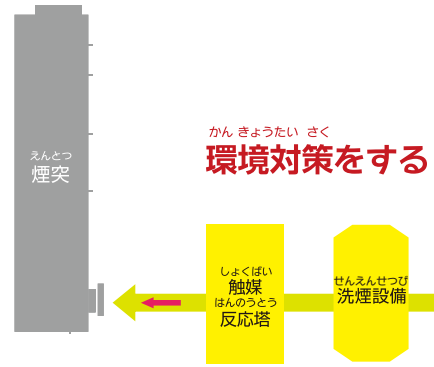 えんとつ
煙突
かん きょうたい さく
環境対策をする
しょくばい
触媒
はんのうとう
反応塔
せんえんせつび
洗煙設備